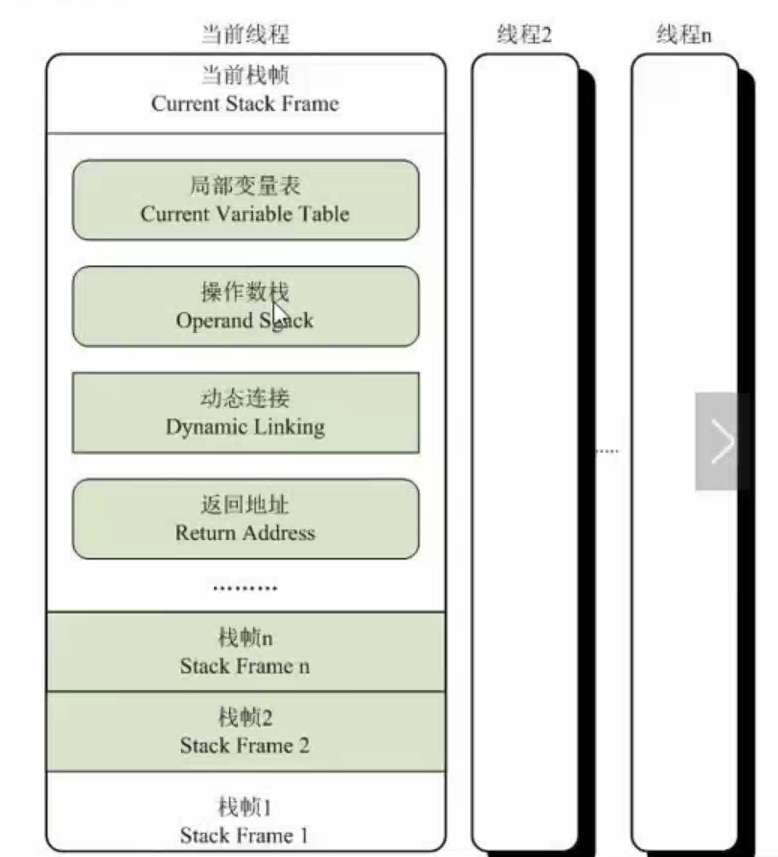 当前线程
线程2
线程n
当前栈帧
Current Stack Frame
局部变量表
Current Variable Table
操作数栈
Operand Stack
动态连接
Dynamic Linking
......
返回地址
Return Address
.........
栈帧n
Stack Frame n
栈帧2
Stack Frame 2
栈帧1
Stack Frame 1